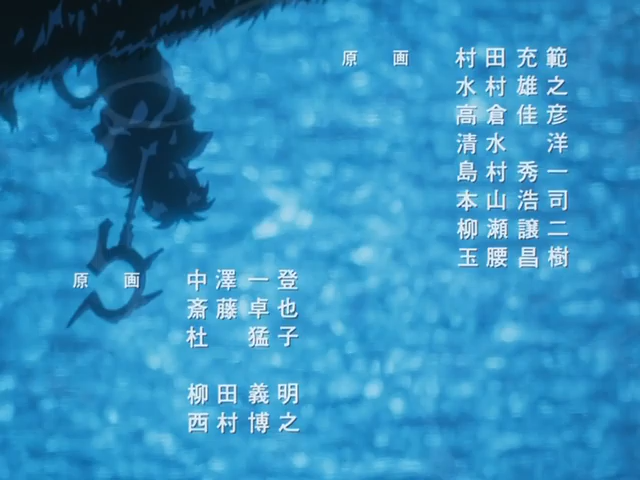 原画 村田充範
水村雄之
高倉佳彦
清水 洋
島村秀一
本山浩司
柳瀬譲二
玉腰昌樹
原画 中澤一登
斎藤卓也
杜 猛子
柳田義明
西村博之